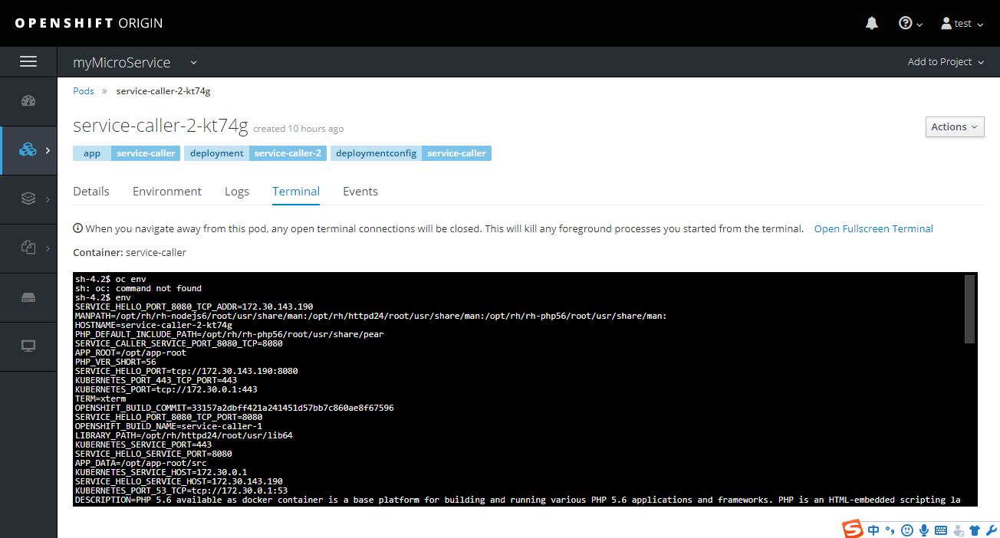 OPENSHIFT ORIGIN
test
myMicroService
Add to Project
Pods » service-caller-2-kt74g
service-caller-2-kt74g created 10 hours ago
Actions
app service-caller deployment service-caller-2 deploymentconfig service-caller
Details Environment Logs Terminal Events
When you navigate away from this pod, any open terminal connections will be closed. This will kill any foreground processes you started from the terminal. Open Fullscreen Terminal
Container: service-caller
sh-4.2$ oc env
sh: oc: command not found
sh-4.2$ env
SERVICE_HELLO_PORT_8080_TCP_ADDR=172.30.143.190
MANPATH=/opt/rh/rh-nodejs6/root/usr/share/man:/opt/rh/httpd24/root/usr/share/man:/opt/rh/rh-php56/root/usr/share/man:
HOSTNAME=service-caller-2-kt74g
PHP_DEFAULT_INCLUDE_PATH=/opt/rh/rh-php56/root/usr/share/pear
SERVICE_CALLER_SERVICE_PORT_8080_TCP=8080
APP_ROOT=/opt/app-root
PHP_VER_SHORT=56
SERVICE_HELLO_PORT=tcp://172.30.143.190:8080
KUBERNETES_PORT_443_TCP_PORT=443
KUBERNETES_PORT=tcp://172.30.0.1:443
TERM=xterm
OPENSHIFT_BUILD_COMMIT=33157a2dbff421a241451d57bb7c860ae8f67596
SERVICE_HELLO_PORT_8080_TCP_PORT=8080
OPENSHIFT_BUILD_NAME=service-caller-1
LIBRARY_PATH=/opt/rh/httpd24/root/usr/lib64
KUBERNETES_SERVICE_PORT=443
SERVICE_HELLO_SERVICE_PORT=8080
APP_DATA=/opt/app-root/src
KUBERNETES_SERVICE_HOST=172.30.0.1
SERVICE_HELLO_SERVICE_HOST=172.30.143.190
KUBERNETES_PORT_53_TCP=tcp://172.30.0.1:53
DESCRIPTION=PHP 5.6 available as docker container is a base platform for building and running various PHP 5.6 applications and frameworks. PHP is an HTML-embedded scripting la
S 中 °,